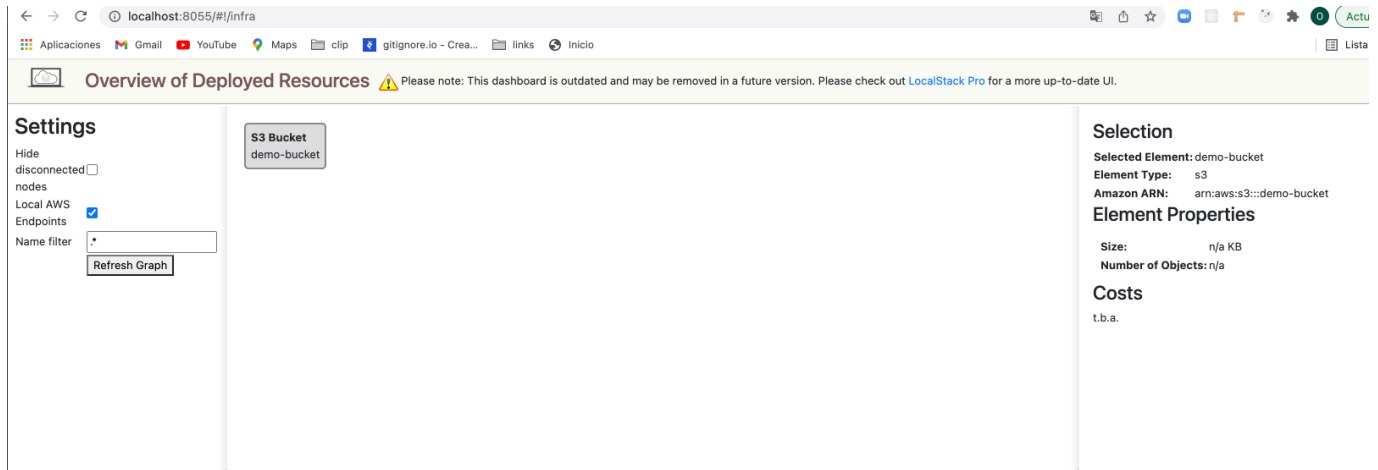 localhost:8055/#!/infra
Actu
Aplicaciones Gmail YouTube Maps clip gitignore.io - Crea... links Inicio Lista
Overview of Deployed Resources Please note: This dashboard is outdated and may be removed in a future version. Please check out LocalStack Pro for a more up-to-date UI.
Settings
Hide
disconnected
nodes
Local AWS
Endpoints
Name filter .*
Refresh Graph
S3 Bucket
demo-bucket
Selection
Selected Element: demo-bucket
Element Type: s3
Amazon ARN: arn:aws:s3:::demo-bucket
Element Properties
Size: n/a KB
Number of Objects: n/a
Costs
t.b.a.